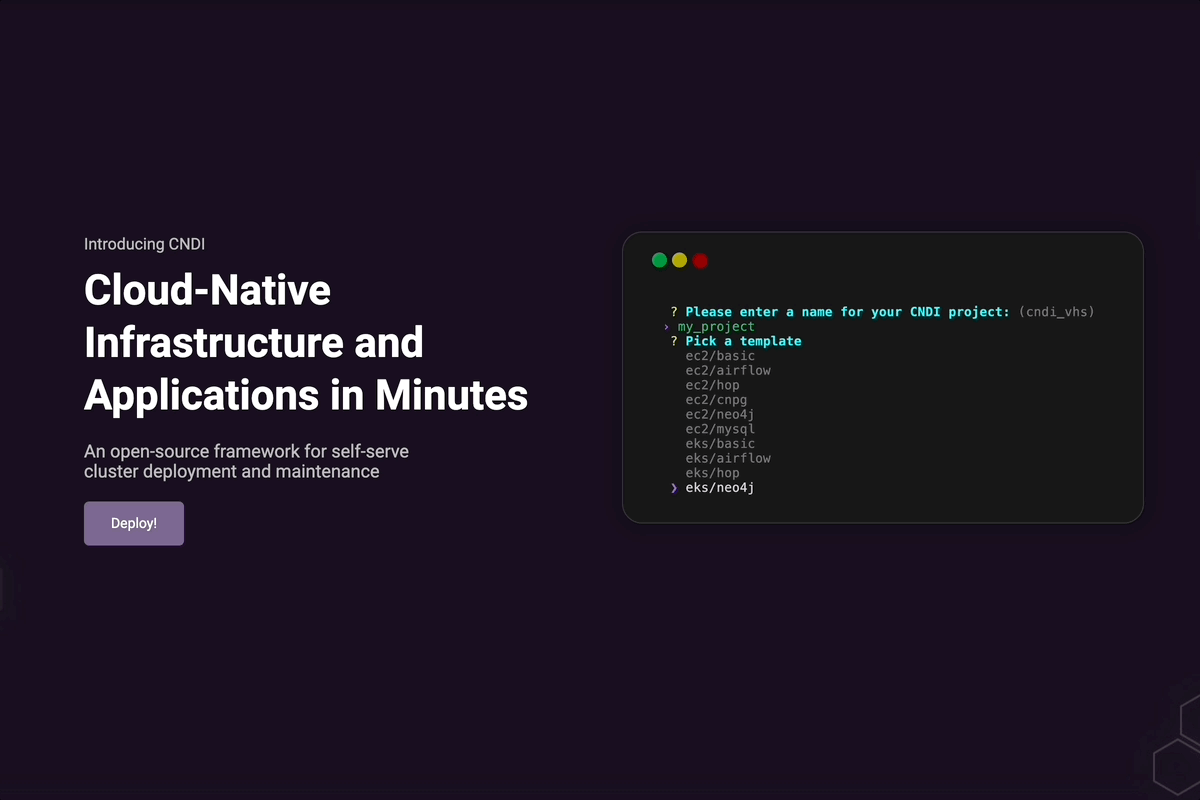 Introducing CNDI
Cloud-Native
Infrastructure and
Applications in Minutes
An open-source framework for self-serve
cluster deployment and maintenance
Deploy!
? Please enter a name for your CNDI project: (cndi_vhs)
› my_project
? Pick a template
ec2/basic
ec2/airflow
ec2/hop
ec2/cnpg
ec2/neo4j
ec2/mysql
eks/basic
eks/airflow
eks/hop
❯ eks/neo4j